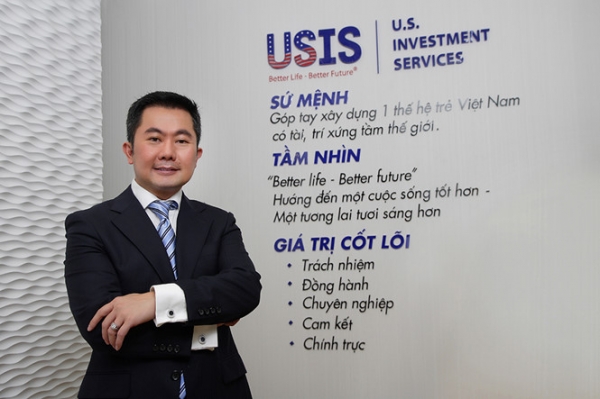 USIS
Better Life - Better Future®
U.S.
INVESTMENT
SERVICES
SỨ MỆNH
Góp tay xây dựng 1 thế hệ trẻ Việt Nam
có tài, trí xứng tầm thế giới.
TẦM NHÌN
"Better life - Better future"
Hướng đến một cuộc sống tốt hơn -
Một tương lai tươi sáng hơn
GIÁ TRỊ CỐT LÕI
• Trách nhiệm
• Đồng hành
• Chuyên nghiệp
• Cam kết
• Chính trực